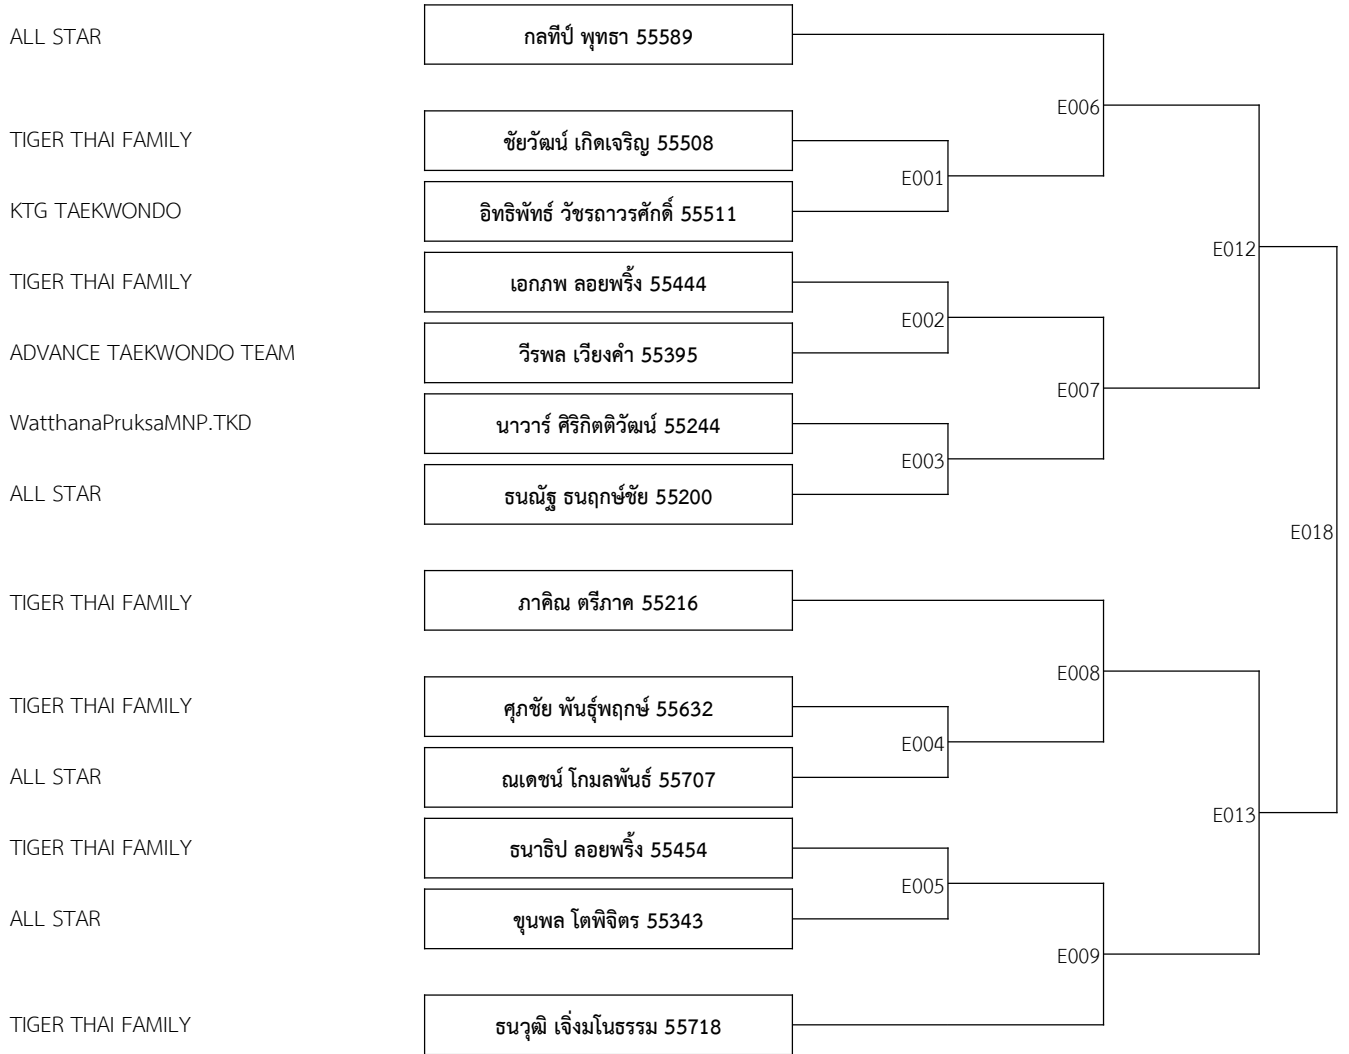 ALL STAR กลทีป์ พุทธา 55589
E006
TIGER THAI FAMILY ชัยวัฒน์ เกิดเจริญ 55508
E001
KTG TAEKWONDO อิทธิพัทธ์ วัชรถาวรศักดิ์ 55511
E012
TIGER THAI FAMILY เอกภพ ลอยพริ้ง 55444
E002
ADVANCE TAEKWONDO TEAM วีรพล เวียงคำ 55395
E007
WatthanaPruksaMNP.TKD นาวาร์ ศิริกิตติวัฒน์ 55244
E003
ALL STAR ธนณัฐ ธนฤกษ์ชัย 55200
E018
TIGER THAI FAMILY ภาคิณ ตรีภาค 55216
E008
TIGER THAI FAMILY ศุภชัย พันธุ์พฤกษ์ 55632
E004
ALL STAR ณเดชน์ โกมลพันธ์ 55707
E013
TIGER THAI FAMILY ธนาธิป ลอยพริ้ง 55454
E005
ALL STAR ขุนพล โตพิจิตร 55343
E009
TIGER THAI FAMILY ธนวุฒิ เจิ่งมโนธรรม 55718